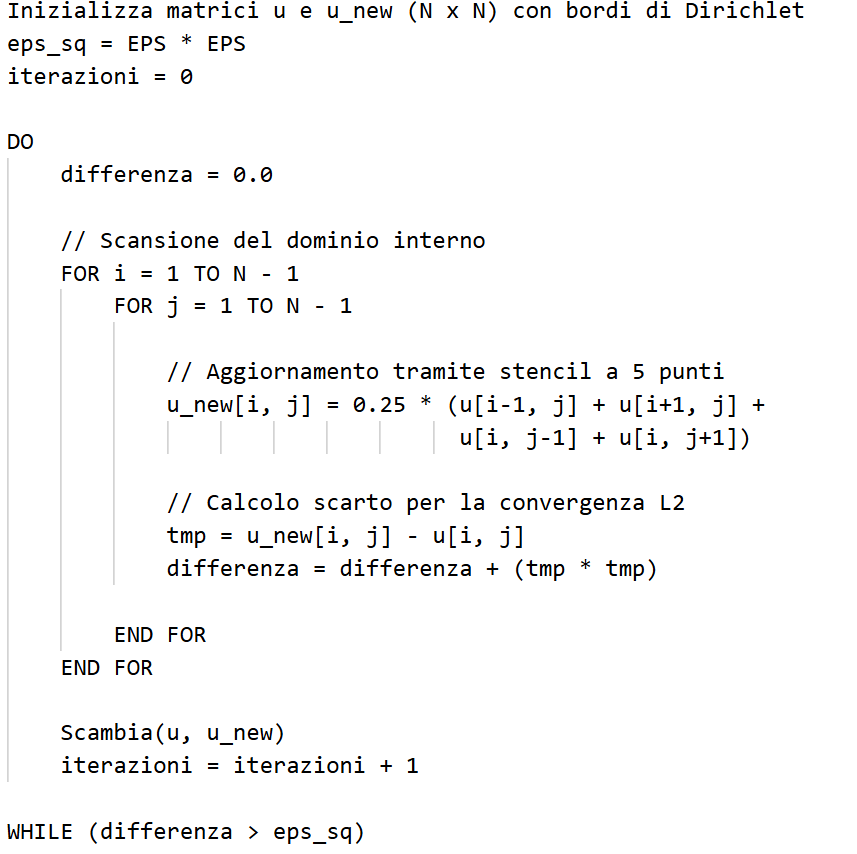 Inizializza matrici u e u_new (N x N) con bordi di Dirichlet
eps_sq = EPS * EPS
iterazioni = 0
DO
differenza = 0.0
// Scansione del dominio interno
FOR i = 1 TO N - 1
FOR j = 1 TO N - 1
// Aggiornamento tramite stencil a 5 punti
u_new[i, j] = 0.25 * (u[i-1, j] + u[i+1, j] +
u[i, j-1] + u[i, j+1])
// Calcolo scarto per la convergenza L2
tmp = u_new[i, j] - u[i, j]
differenza = differenza + (tmp * tmp)
END FOR
END FOR
Scambia(u, u_new)
iterazioni = iterazioni + 1
WHILE (differenza > eps_sq)